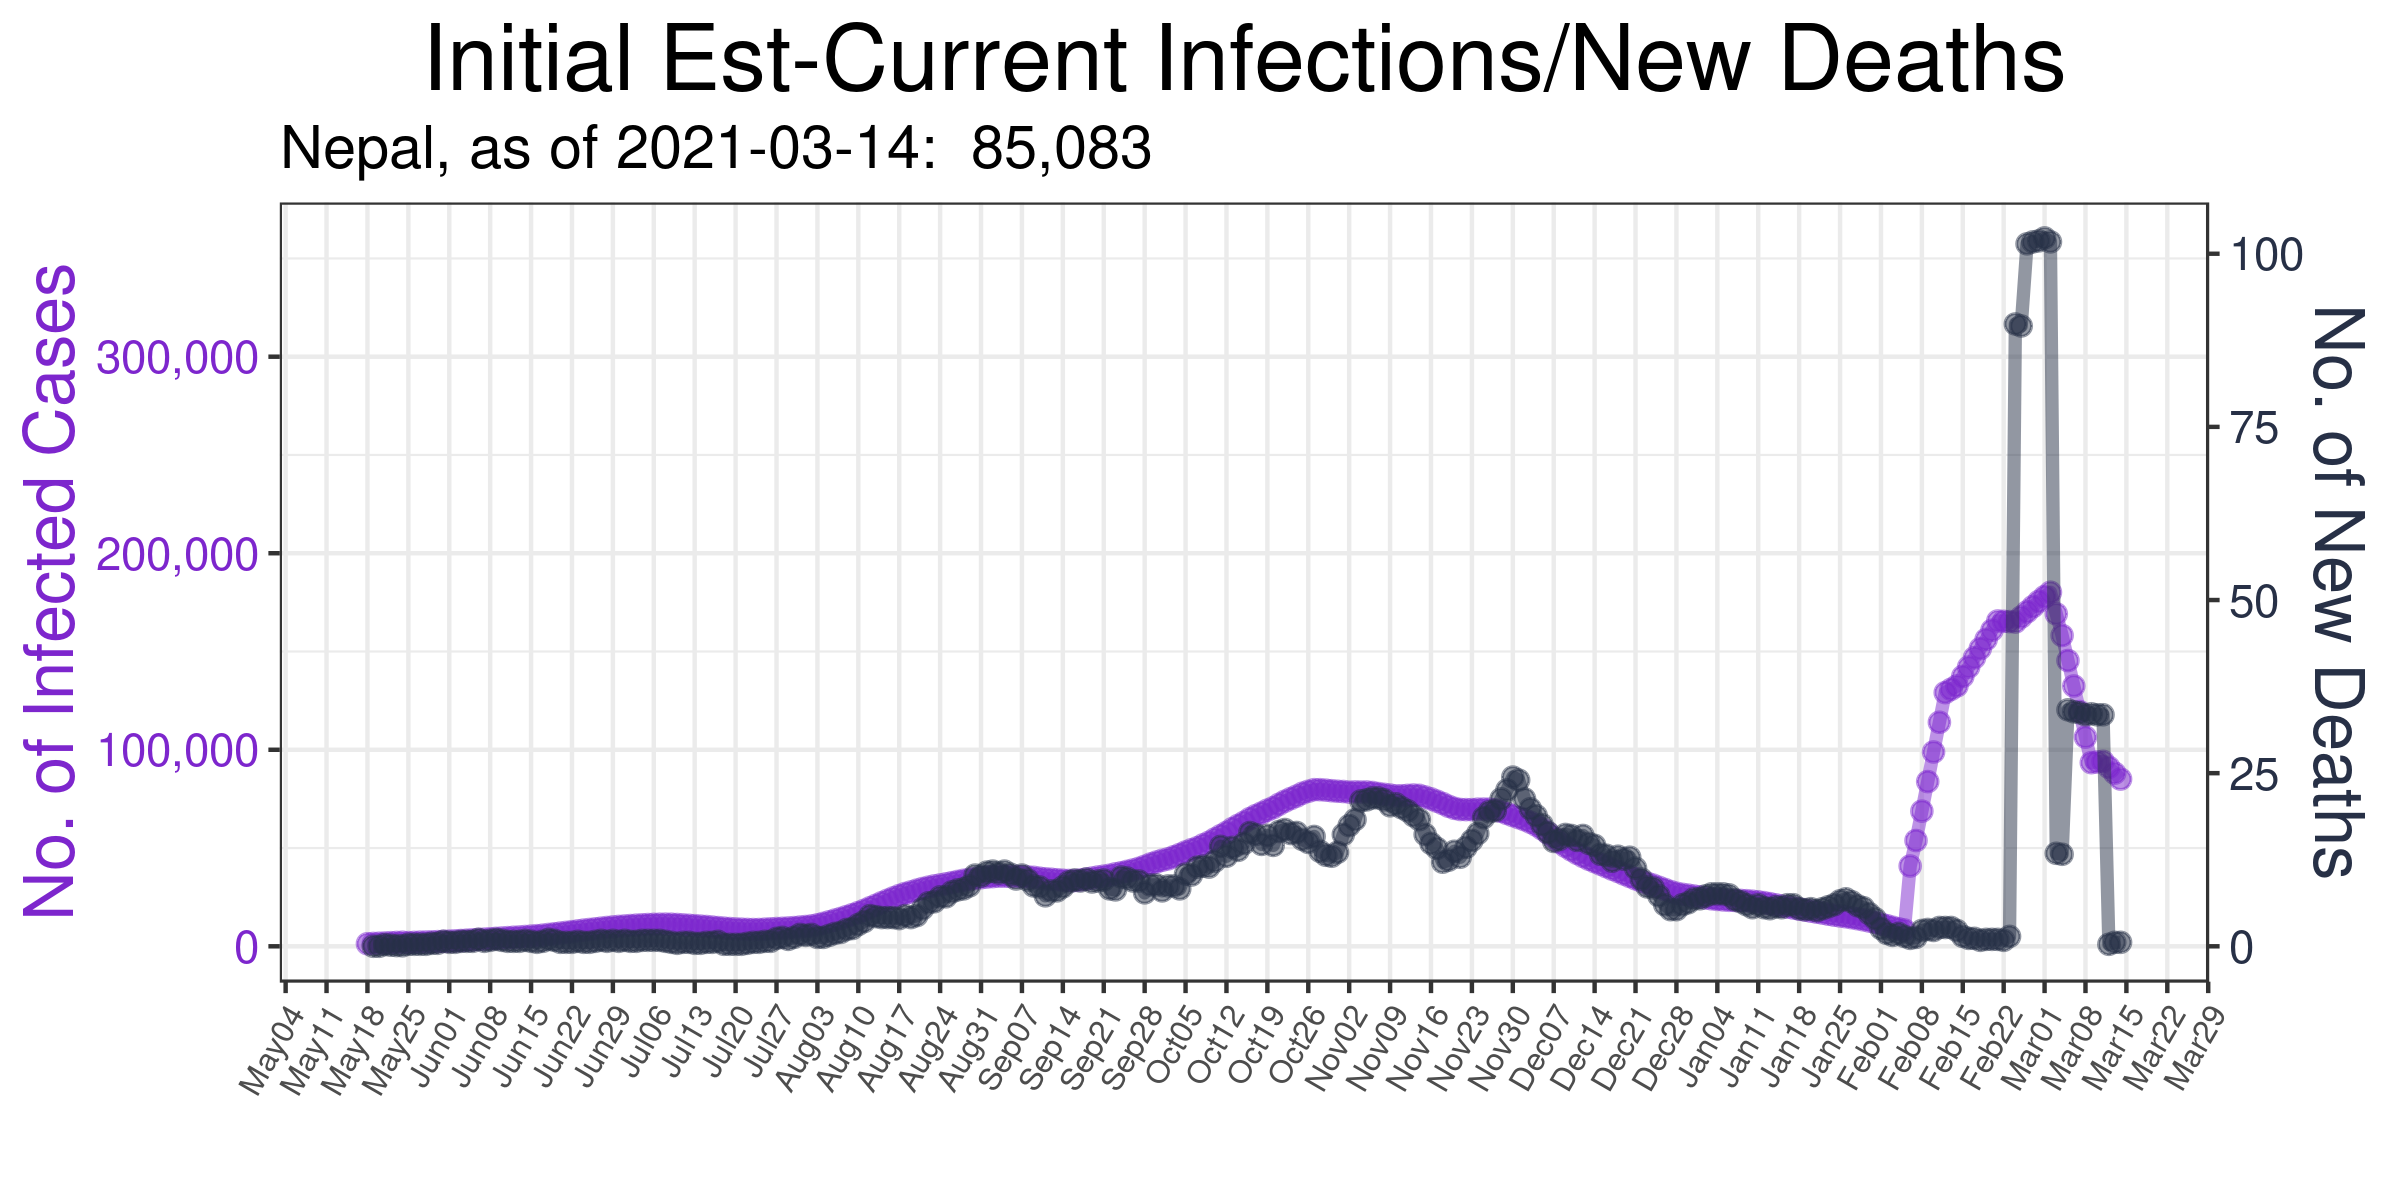 Initial Est-Current Infections/New Deaths
Nepal, as of 2021-03-14:  85,083
No. of Infected Cases
300,000
200,000
100,000
0
100
75
50
25
0
No. of New Deaths
May04
May11
May18
May25
Jun01
Jun08
Jun15
Jun22
Jun29
Jul06
Jul13
Jul20
Jul27
Aug03
Aug10
Aug17
Aug24
Aug31
Sep07
Sep14
Sep21
Sep28
Oct05
Oct12
Oct19
Oct26
Nov02
Nov09
Nov16
Nov23
Nov30
Dec07
Dec14
Dec21
Dec28
Jan04
Jan11
Jan18
Jan25
Feb01
Feb08
Feb15
Feb22
Mar01
Mar08
Mar15
Mar22
Mar29